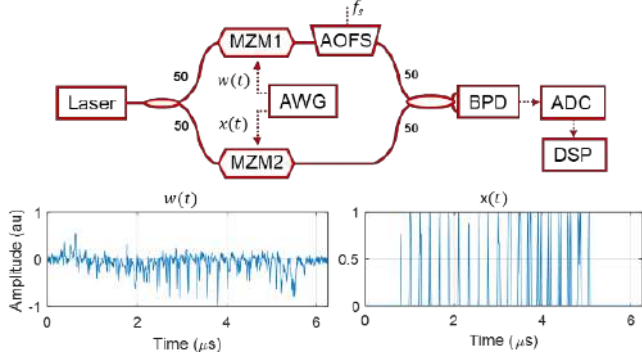 f_s
MZM1
AOFS
50
w(t)
50
Laser
AWG
BPD
ADC
50
x(t)
50
MZM2
DSP
w(t)
x(t)
Amplitude (au)
1
0
-1
0 2 4 6
Time (μs)
1
0.5
0
0 2 4 6
Time (μs)